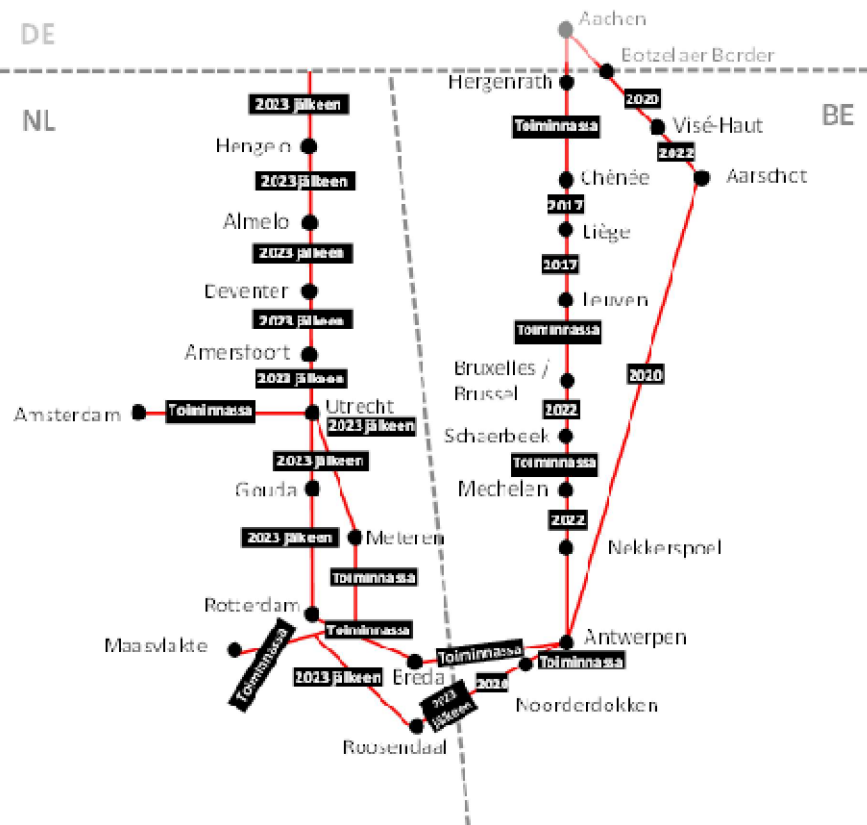 Aachen
DE
Botzelaer Border
Hergenrath
2023 jälkeen
2020
NL
BE
Toiminnassa
Visé-Haut
Hengelo
2022
2023 jälkeen
Chênée
Aarschot
2017
Almelo
Liège
2023 jälkeen
2017
Deventer
Leuven
2023 jälkeen
Toiminnassa
Amersfoort
Bruxelles /
Brussel
2023 jälkeen
2020
Amsterdam
Toiminnassa
Utrecht
2022
2023 jälkeen
Schaerbeek
2023 jälkeen
Toiminnassa
Gouda
Mechelen
2023 jälkeen
2022
Meteren
Nekkerspoel
Toiminnassa
Rotterdam
Toiminnassa
Maasvlakte
Toiminnassa
Antwerpen
Toiminnassa
Toiminnassa
Breda
2023 jälkeen
Noorderdokken
2023
jälkeen
Roosendaal